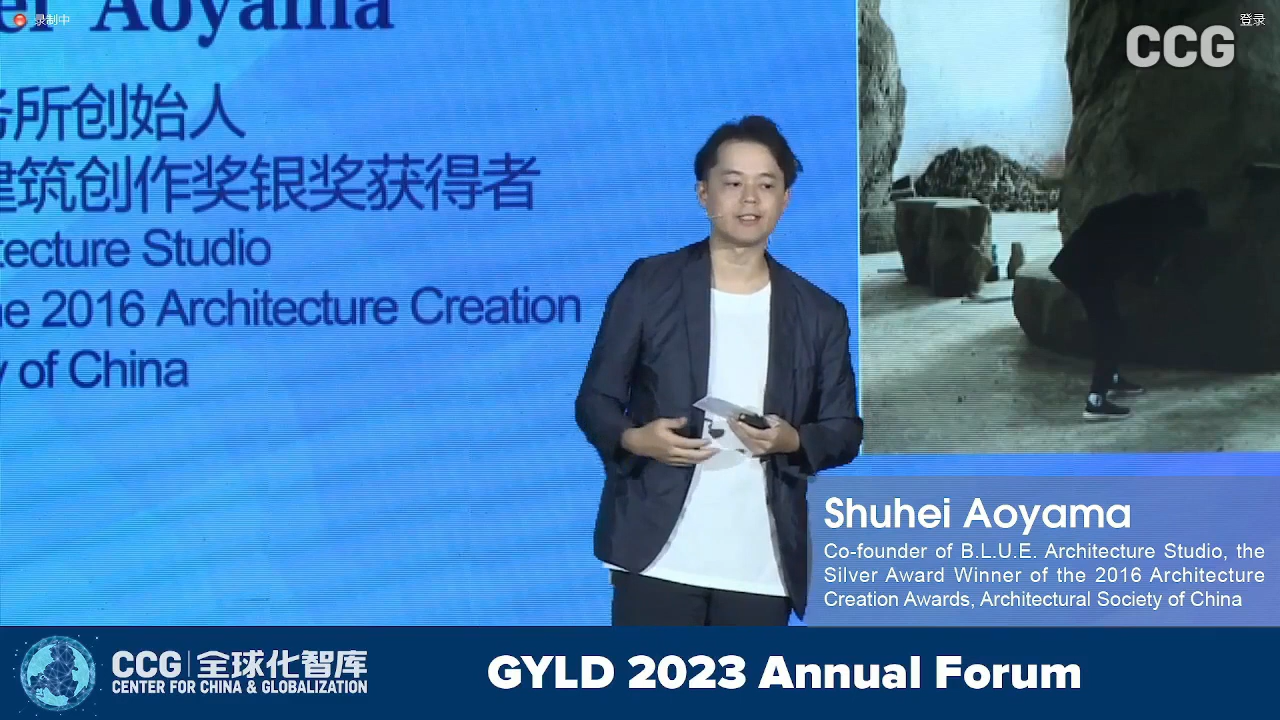 录制中
登录
CCG
Aoyama
所创始人
建筑创作奖银奖获得者
Studio
2016 Architecture Creation
of China
Shuhei Aoyama
Co-founder of B.L.U.E. Architecture Studio, the
Silver Award Winner of the 2016 Architecture
Creation Awards, Architectural Society of China
CCG 全球化智库
CENTER FOR CHINA & GLOBALIZATION
GYLD 2023 Annual Forum